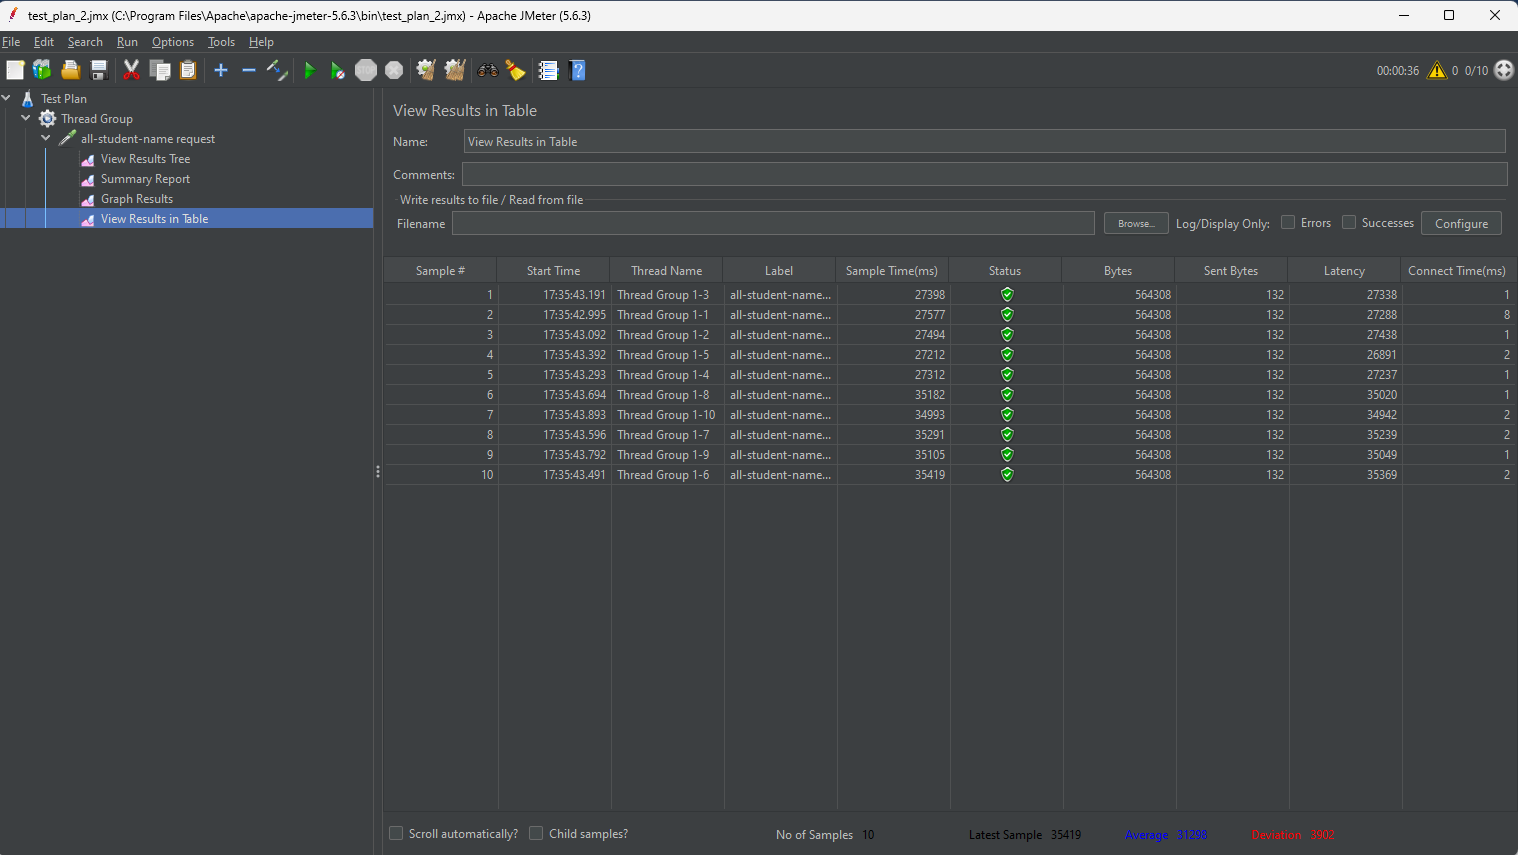 test_plan_2.jmx (C:\Program Files\Apache\apache-jmeter-5.6.3\bin\test_plan_2.jmx) - Apache JMeter (5.6.3)
File Edit Search Run Options Tools Help
STOP
00:00:36 0 0/10
Test Plan
Thread Group
all-student-name request
View Results Tree
Summary Report
Graph Results
View Results in Table
View Results in Table
Name: View Results in Table
Comments:
Write results to file / Read from file
Filename Browse... Log/Display Only: Errors Successes Configure
Sample # Start Time Thread Name Label Sample Time(ms) Status Bytes Sent Bytes Latency Connect Time(ms)
1 17:35:43.191 Thread Group 1-3 all-student-name... 27398 564308 132 27338 1
2 17:35:42.995 Thread Group 1-1 all-student-name... 27577 564308 132 27288 8
3 17:35:43.092 Thread Group 1-2 all-student-name... 27494 564308 132 27438 1
4 17:35:43.392 Thread Group 1-5 all-student-name... 27212 564308 132 26891 2
5 17:35:43.293 Thread Group 1-4 all-student-name... 27312 564308 132 27237 1
6 17:35:43.694 Thread Group 1-8 all-student-name... 35182 564308 132 35020 1
7 17:35:43.893 Thread Group 1-10 all-student-name... 34993 564308 132 34942 2
8 17:35:43.596 Thread Group 1-7 all-student-name... 35291 564308 132 35239 2
9 17:35:43.792 Thread Group 1-9 all-student-name... 35105 564308 132 35049 1
10 17:35:43.491 Thread Group 1-6 all-student-name... 35419 564308 132 35369 2
Scroll automatically? Child samples? No of Samples 10 Latest Sample 35419 Average 31298 Deviation 3902